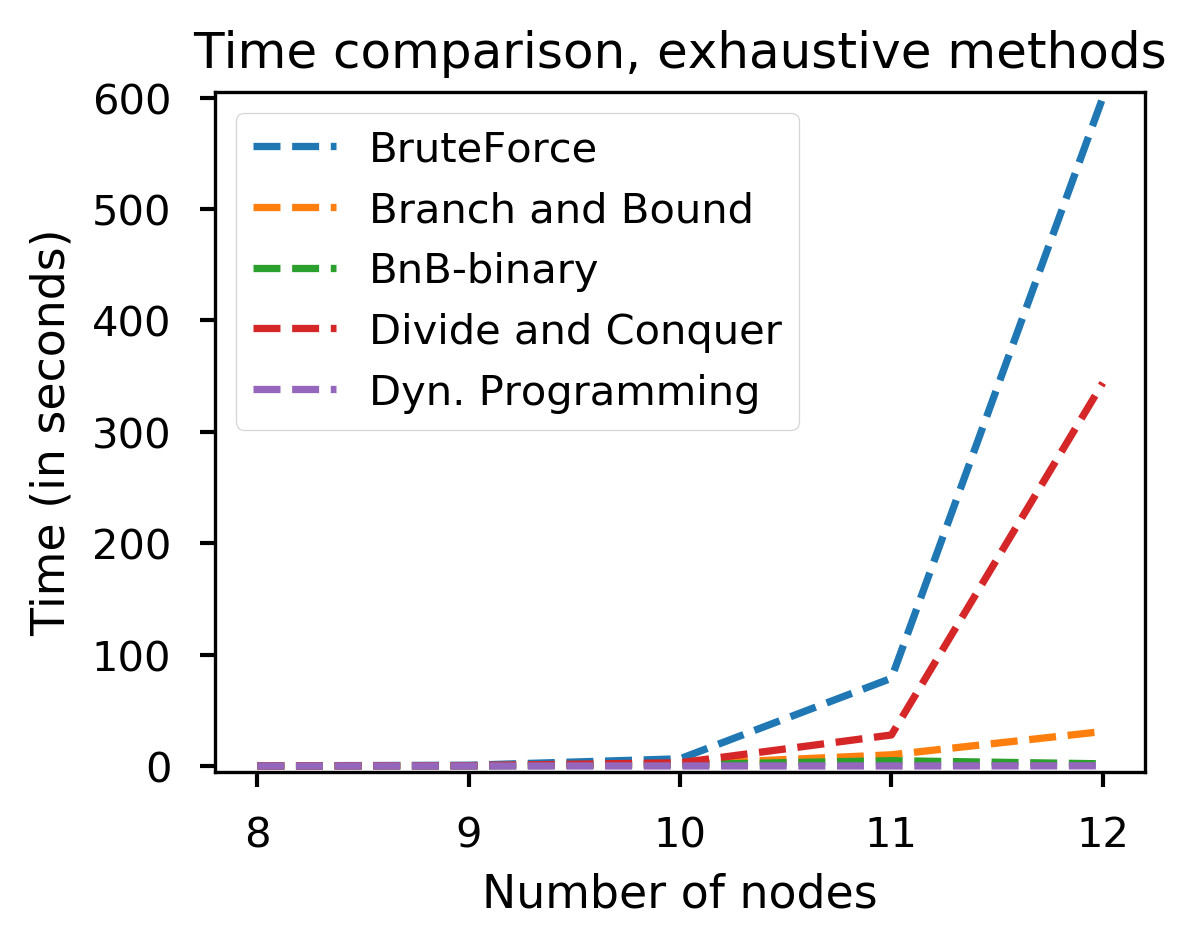 Time comparison, exhaustive methods
600
500
400
300
200
100
0
Time (in seconds)
BruteForce
Branch and Bound
BnB-binary
Divide and Conquer
Dyn. Programming
8 9 10 11 12
Number of nodes